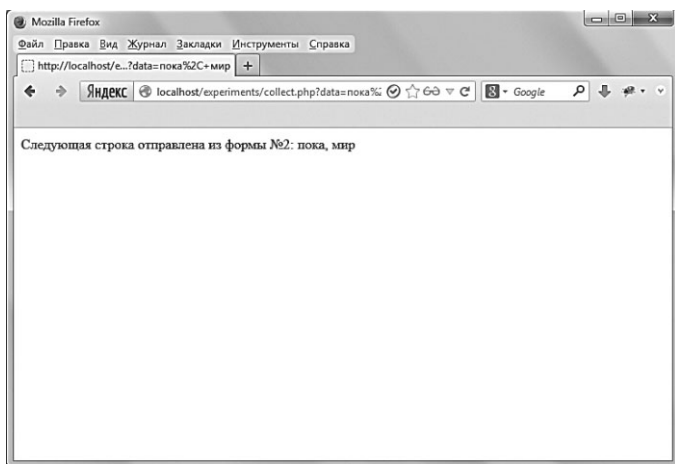 Mozilla Firefox
Файл Правка Вид Журнал Закладки Инструменты Справка
http://localhost/e...?data=пока%2C+мир +
Яндекс localhost/experiments/collect.php?data=пока% 8 Google
Следующая строка отправлена из формы №2: пока, мир